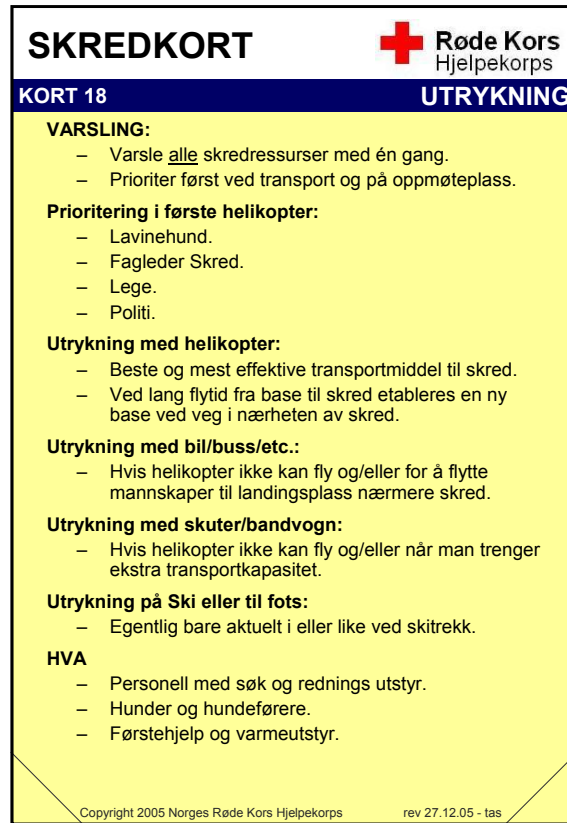 SKREDKORT
Røde Kors
Hjelpekorps
KORT 18
UTRYKNING
VARSLING:
– Varsle alle skredressurser med én gang.
– Prioriter først ved transport og på oppmøteplass.
Prioritering i første helikopter:
– Lavinehund.
– Fagleder Skred.
– Lege.
– Politi.
Utrykning med helikopter:
– Beste og mest effektive transportmiddel til skred.
– Ved lang flytid fra base til skred etableres en ny
base ved veg i nærheten av skred.
Utrykning med bil/buss/etc.:
– Hvis helikopter ikke kan fly og/eller for å flytte
mannskaper til landingsplass nærmere skred.
Utrykning med skuter/bandvogn:
– Hvis helikopter ikke kan fly og/eller når man trenger
ekstra transportkapasitet.
Utrykning på Ski eller til fots:
– Egentlig bare aktuelt i eller like ved skitrekk.
HVA
– Personell med søk og rednings utstyr.
– Hunder og hundeførere.
– Førstehjelp og varmeutstyr.
Copyright 2005 Norges Røde Kors Hjelpekorps rev 27.12.05 - tas